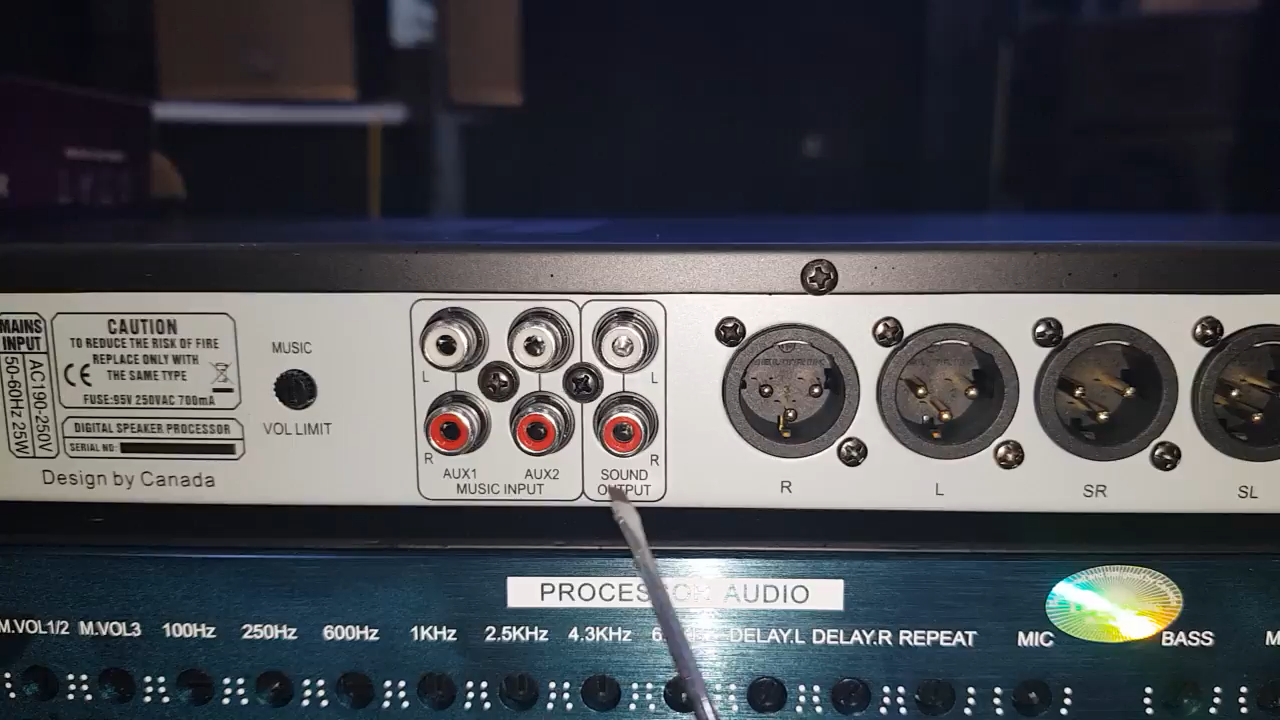 MAINS
INPUT
AC190-250V
50-60Hz 25W
CAUTION
TO REDUCE THE RISK OF FIRE
REPLACE ONLY WITH
THE SAME TYPE
CE
FUSE:95V 250VAC 700mA
DIGITAL SPEAKER PROCESSOR
SERIAL NO:
Design by Canada
MUSIC
VOL LIMIT
L
L
R
R
AUX1
AUX2
SOUND
MUSIC INPUT
OUTPUT
NEUTRIK
R
L
SR
SL
PROCESSOR AUDIO
M.VOL1/2 M.VOL3 100Hz 250Hz 600Hz 1KHz 2.5KHz 4.3KHz DELAY.L DELAY.R REPEAT MIC BASS